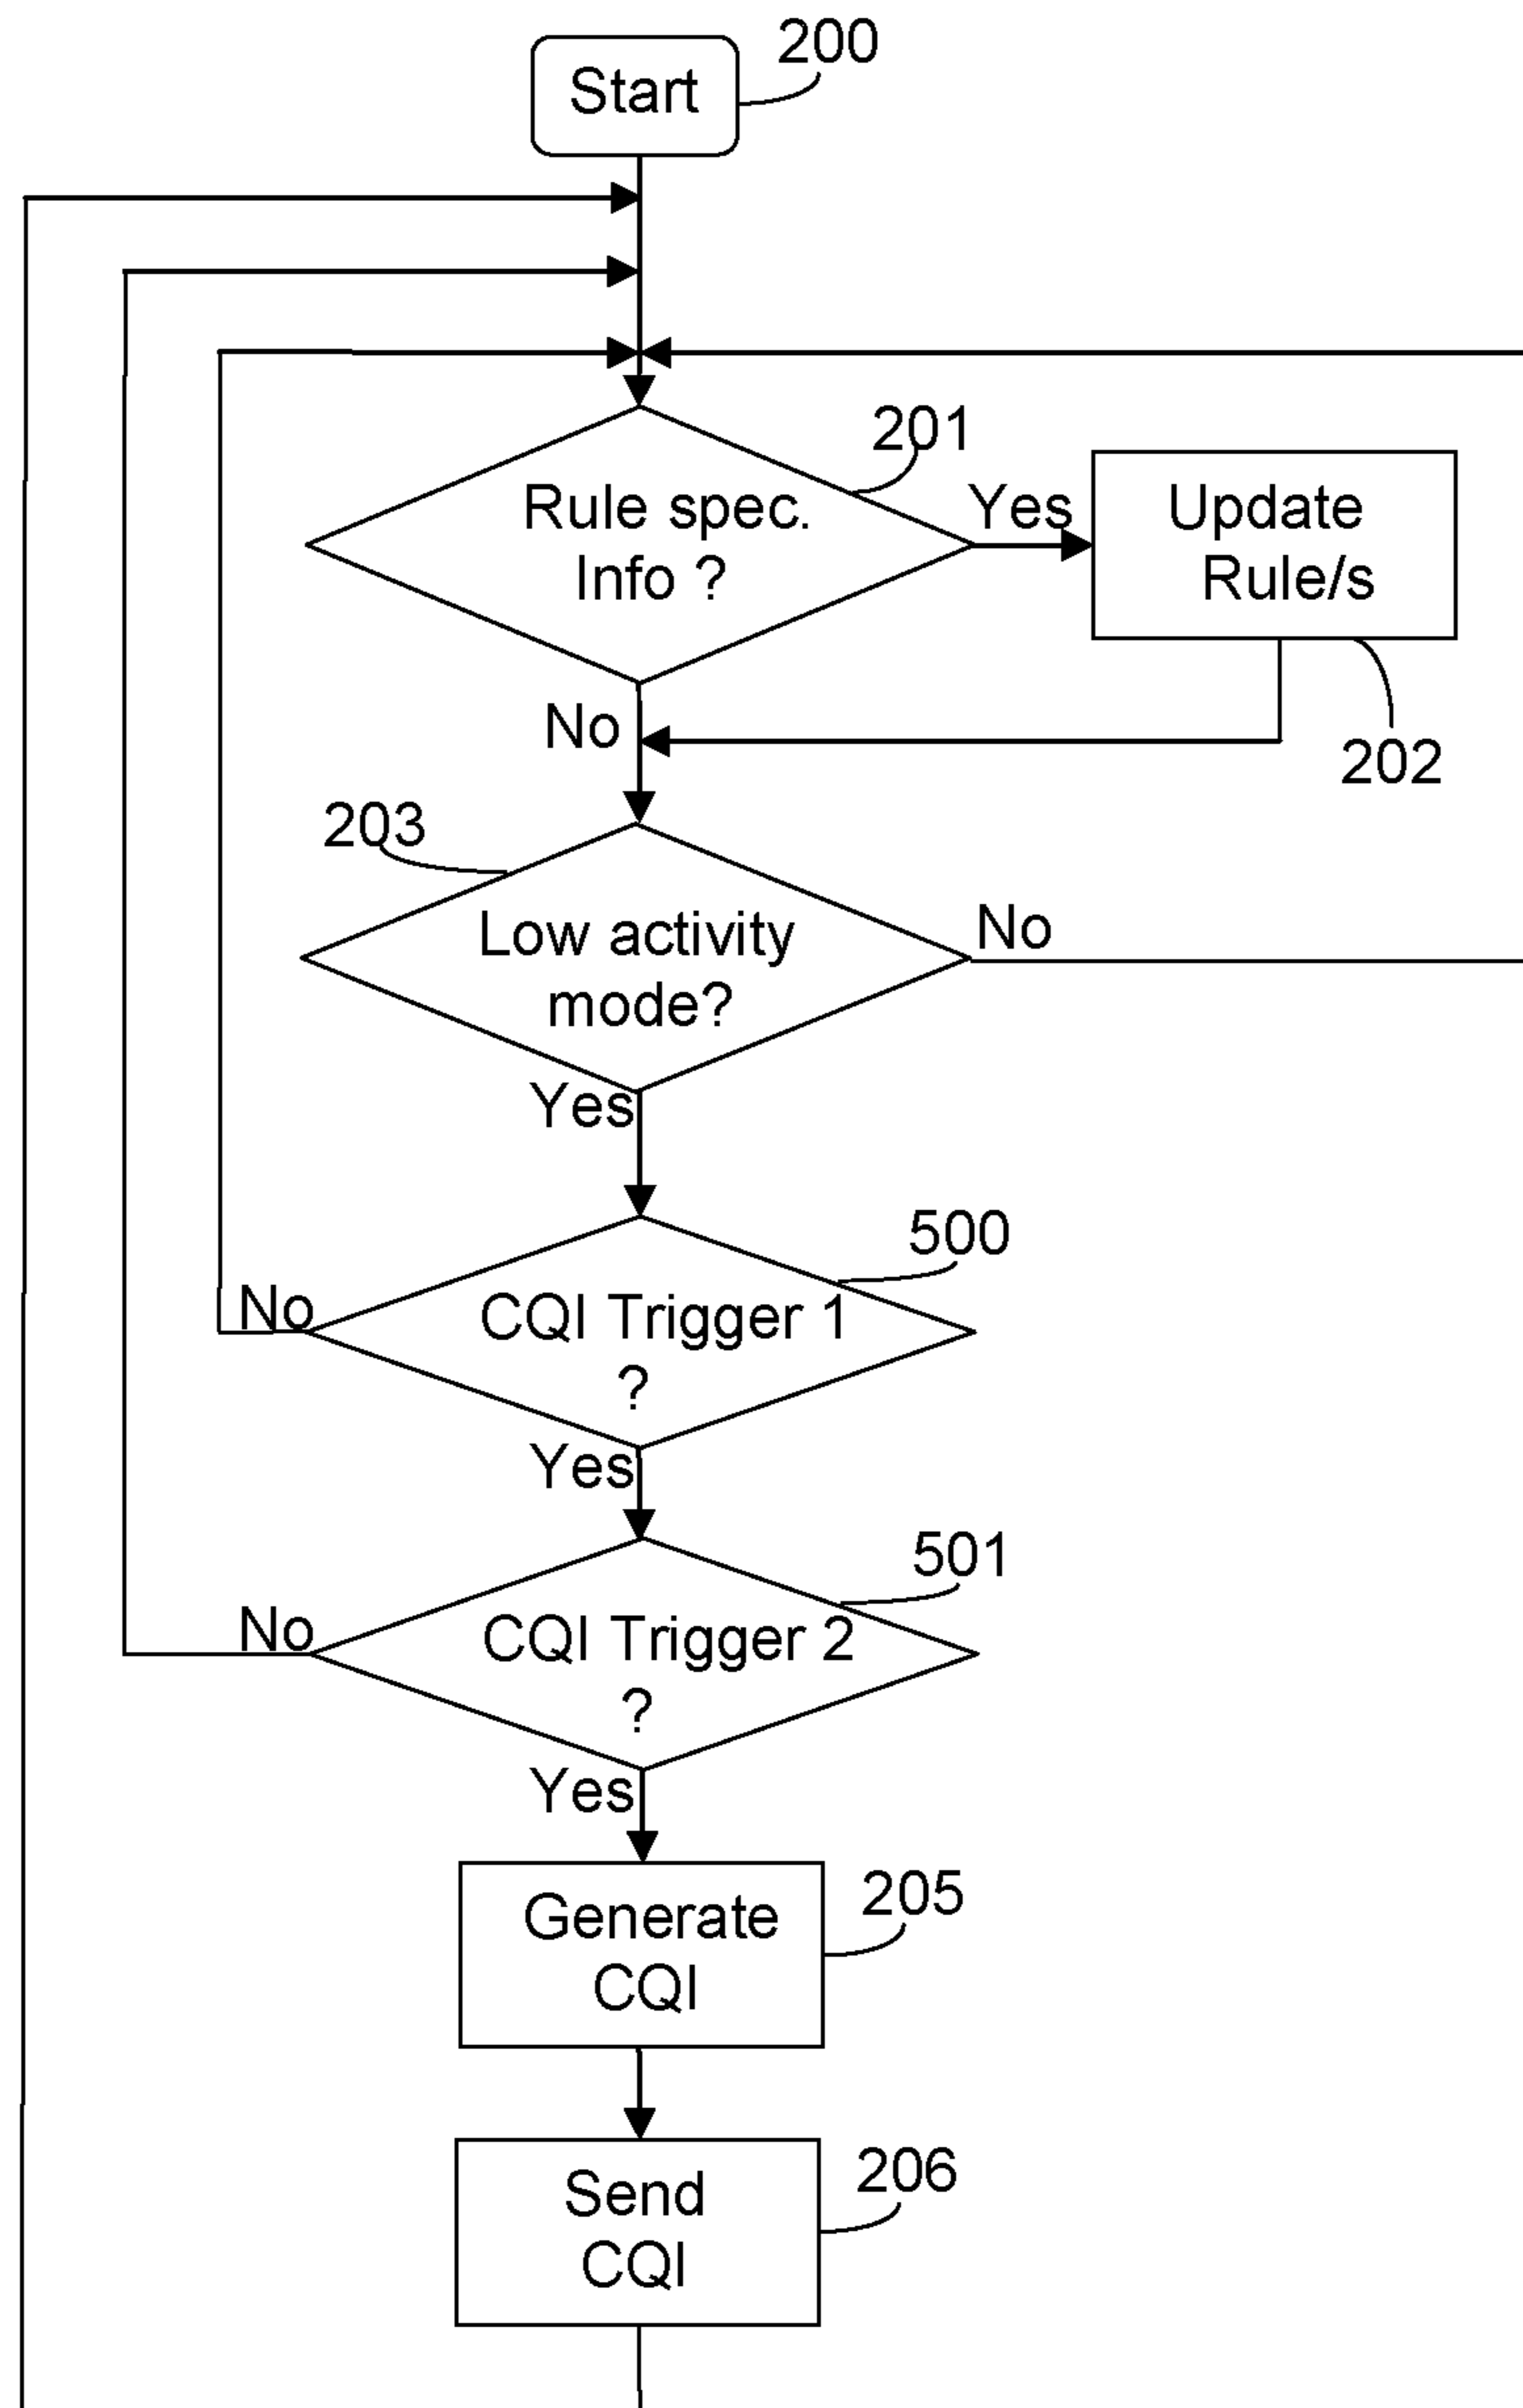 200
Start
201
Rule spec.
Info ?
Yes
Update
Rule/s
No
202
203
Low activity
mode?
No
Yes
500
No
CQI Trigger 1
?
Yes
501
No
CQI Trigger 2
?
Yes
205
Generate
CQI
206
Send
CQI